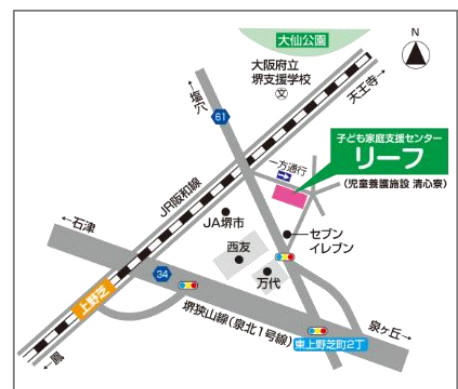 大仙公園
N
大阪府立
堺支援学校
文
天王寺→
←塩穴
61
子ども家庭支援センター
リーフ
(児童養護施設 清心寮)
一方通行
JR阪和線
JA堺市
←石津
セブン
イレブン
西友
34
万代
上野芝
堺狭山線(泉北1号線)
泉ヶ丘→
東上野芝町2丁
←鳳